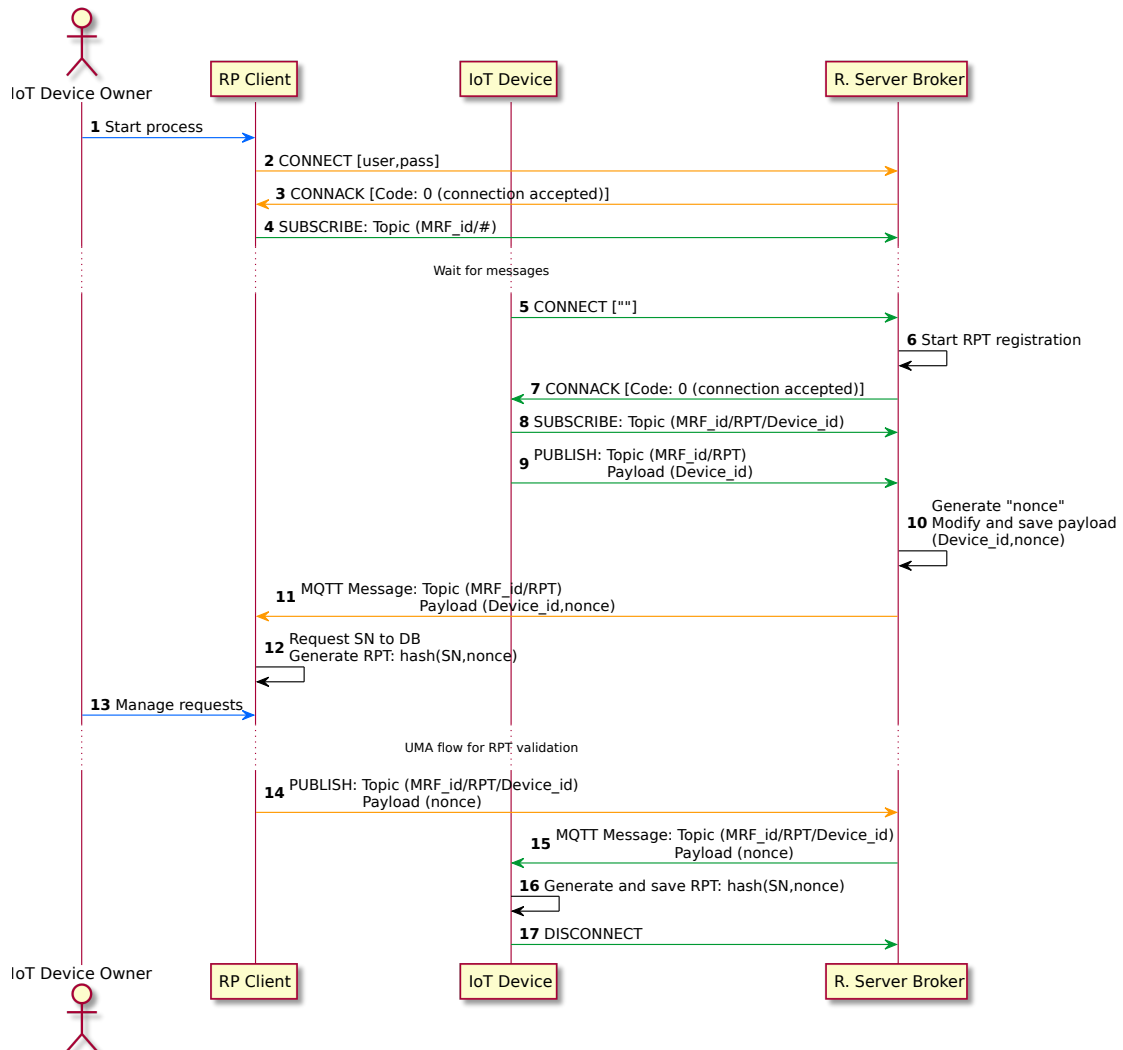 IoT Device Owner
RP Client
IoT Device
R. Server Broker
1 Start process
2 CONNECT [user,pass]
3 CONNACK [Code: 0 (connection accepted)]
4 SUBSCRIBE: Topic (MRF_id/#)
Wait for messages
5 CONNECT [""]
6 Start RPT registration
7 CONNACK [Code: 0 (connection accepted)]
8 SUBSCRIBE: Topic (MRF_id/RPT/Device_id)
9 PUBLISH: Topic (MRF_id/RPT)
Payload (Device_id)
Generate "nonce"
10 Modify and save payload
(Device_id,nonce)
11 MQTT Message: Topic (MRF_id/RPT)
Payload (Device_id,nonce)
12 Request SN to DB
Generate RPT: hash(SN,nonce)
13 Manage requests
UMA flow for RPT validation
14 PUBLISH: Topic (MRF_id/RPT/Device_id)
Payload (nonce)
15 MQTT Message: Topic (MRF_id/RPT/Device_id)
Payload (nonce)
16 Generate and save RPT: hash(SN,nonce)
17 DISCONNECT
IoT Device Owner
RP Client
IoT Device
R. Server Broker